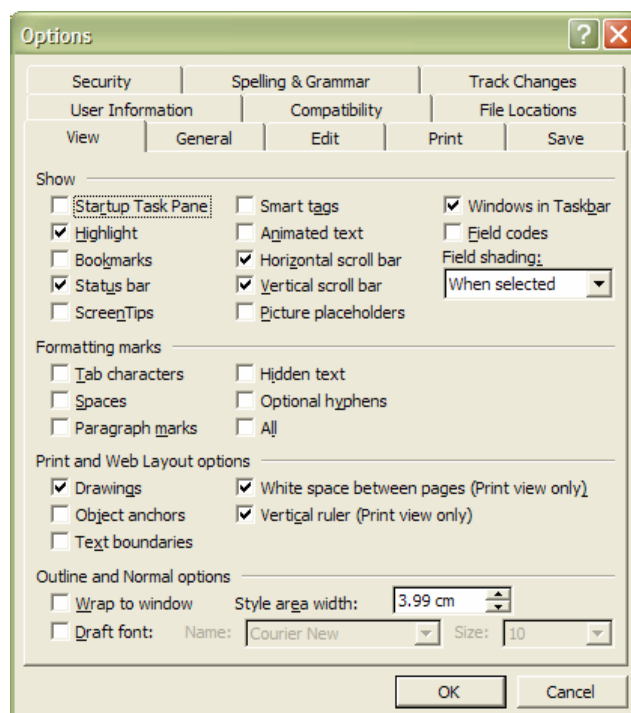 Options
Security Spelling & Grammar Track Changes
User Information Compatibility File Locations
View General Edit Print Save
Show
Startup Task Pane Smart tags Windows in Taskbar
Highlight Animated text Field codes
Bookmarks Horizontal scroll bar Field shading:
Status bar Vertical scroll bar When selected
ScreenTips Picture placeholders
Formatting marks
Tab characters Hidden text
Spaces Optional hyphens
Paragraph marks All
Print and Web Layout options
Drawings White space between pages (Print view only)
Object anchors Vertical ruler (Print view only)
Text boundaries
Outline and Normal options
Wrap to window Style area width: 3.99 cm
Draft font: Name: Courier New Size: 10
OK Cancel